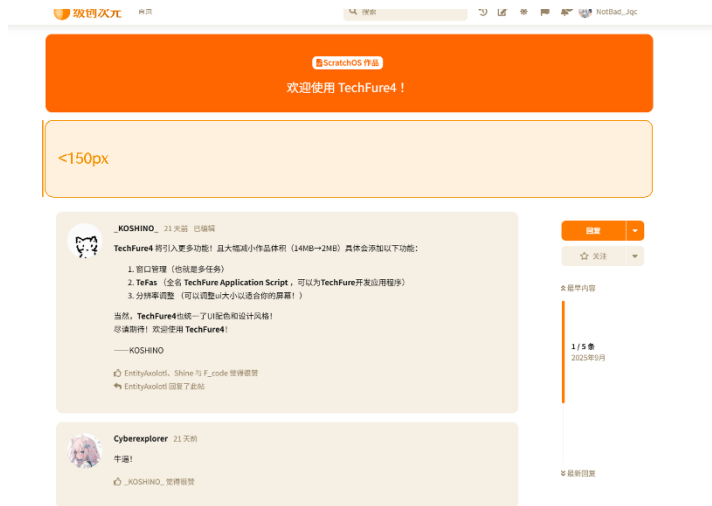 级创次元 首页 搜索 NotBad_Jqc
ScratchOS 作品
欢迎使用 TechFure4！
<150px
_KOSHINO_ 21 天前 已编辑
TechFure4 将引入更多功能！且大幅减小作品体积（14MB→2MB）具体会添加以下功能：
1. 窗口管理（也就是多任务）
2. TeFas （全名 TechFure Application Script ，可以为TechFure开发应用程序）
3. 分辨率调整 （可以调整ui大小以适合你的屏幕！）
当然，TechFure4也统一了UI配色和设计风格！
尽请期待！欢迎使用 TechFure4！
——KOSHINO
EntityAxolotl、Shine 与 F_code 觉得很赞
EntityAxolotl 回复了此帖
回复
关注
最早内容
1 / 5 条
2025年9月
最新回复
Cyberexplorer 21 天前
牛逼！
_KOSHINO_ 觉得很赞